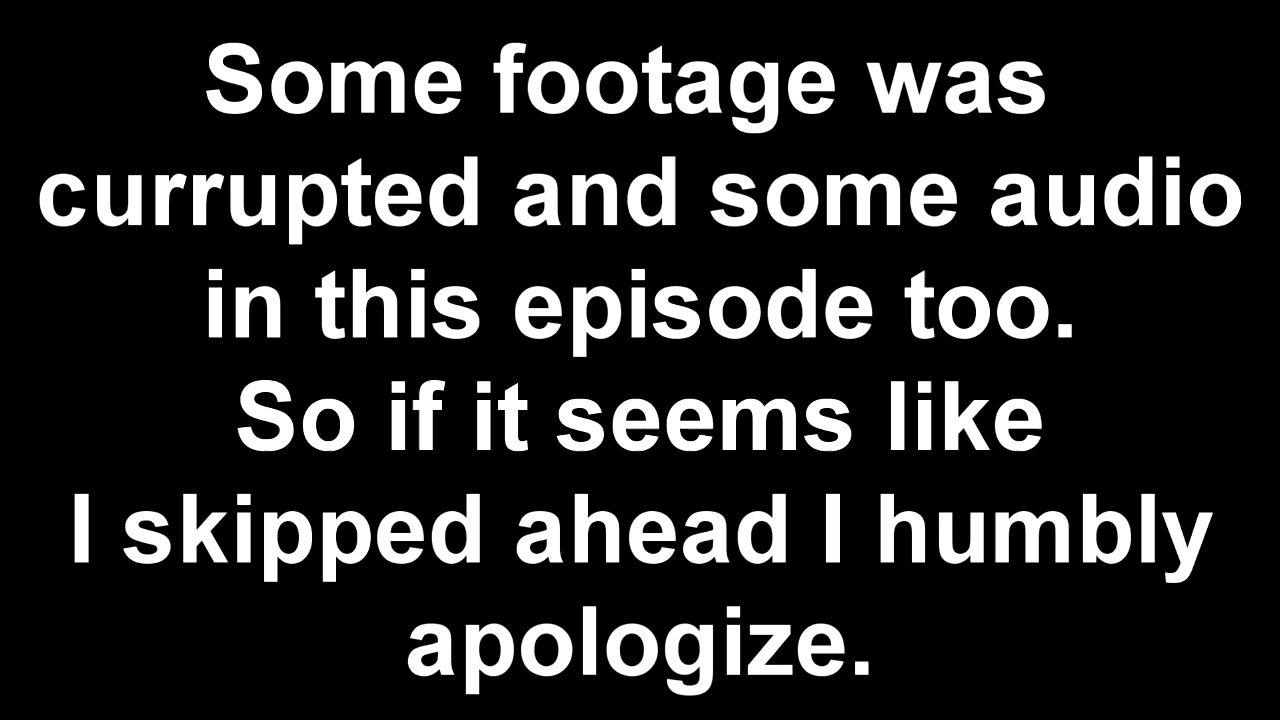 Some footage was
currupted and some audio
in this episode too.
So if it seems like
I skipped ahead I humbly
apologize.